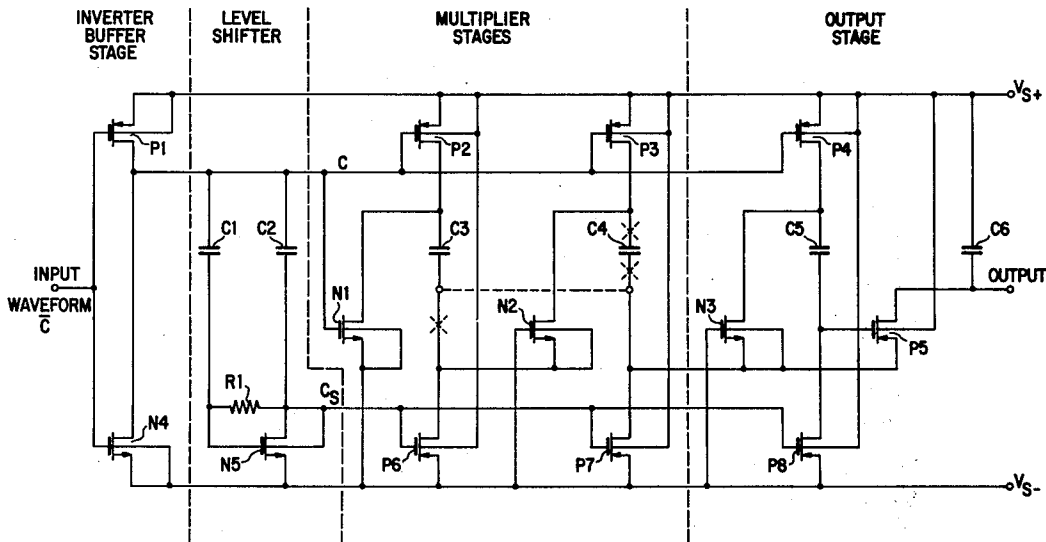 INVERTER
BUFFER
STAGE
LEVEL
SHIFTER
MULTIPLIER
STAGES
OUTPUT
STAGE
VS+
P1
P2
P3
P4
C
C1
C2
C3
C4
C5
C6
INPUT
WAVEFORM
C̄
OUTPUT
N1
N2
N3
P5
R1
CS
N4
N5
P6
P7
P8
VS-